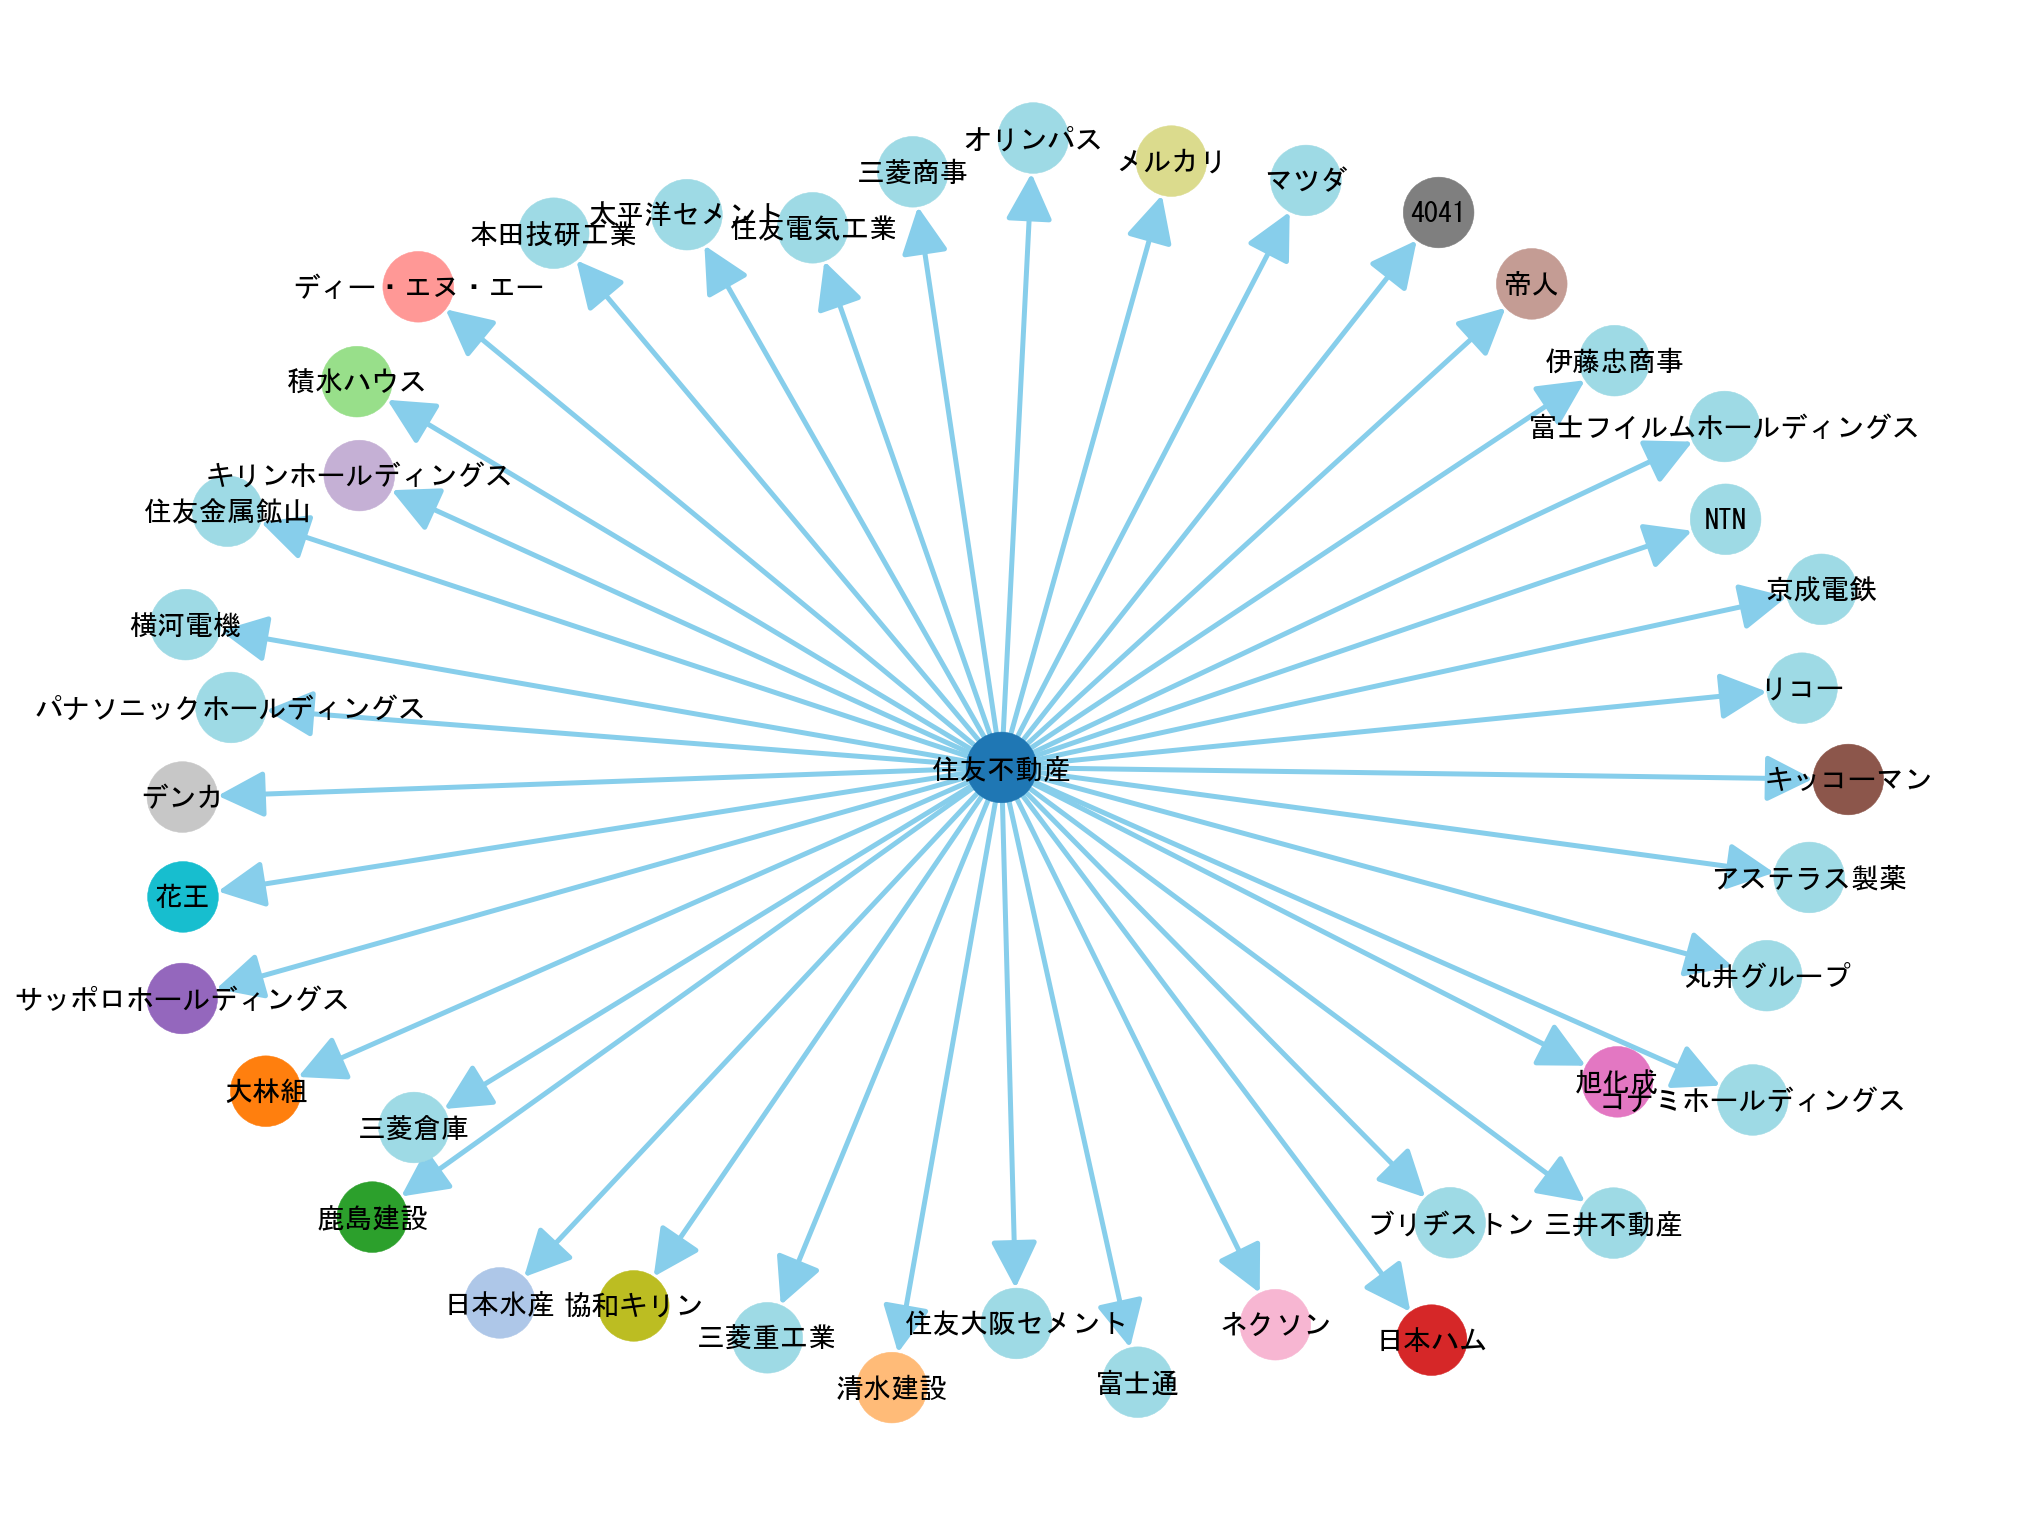 オリンパス
メルカリ
三菱商事
マツダ
4041
太平洋セメント
住友電気工業
本田技研工業
ディー・エヌ・エー
帝人
伊藤忠商事
積水ハウス
富士フイルムホールディングス
キリンホールディングス
住友金属鉱山
NTN
京成電鉄
横河電機
リコー
パナソニックホールディングス
住友不動産
キッコーマン
デンカ
アステラス製薬
花王
丸井グループ
サッポロホールディングス
旭化成
大林組
コナミホールディングス
三菱倉庫
鹿島建設
ブリヂストン
三井不動産
日本水産
協和キリン
住友大阪セメント
ネクソン
三菱重工業
日本ハム
富士通
清水建設